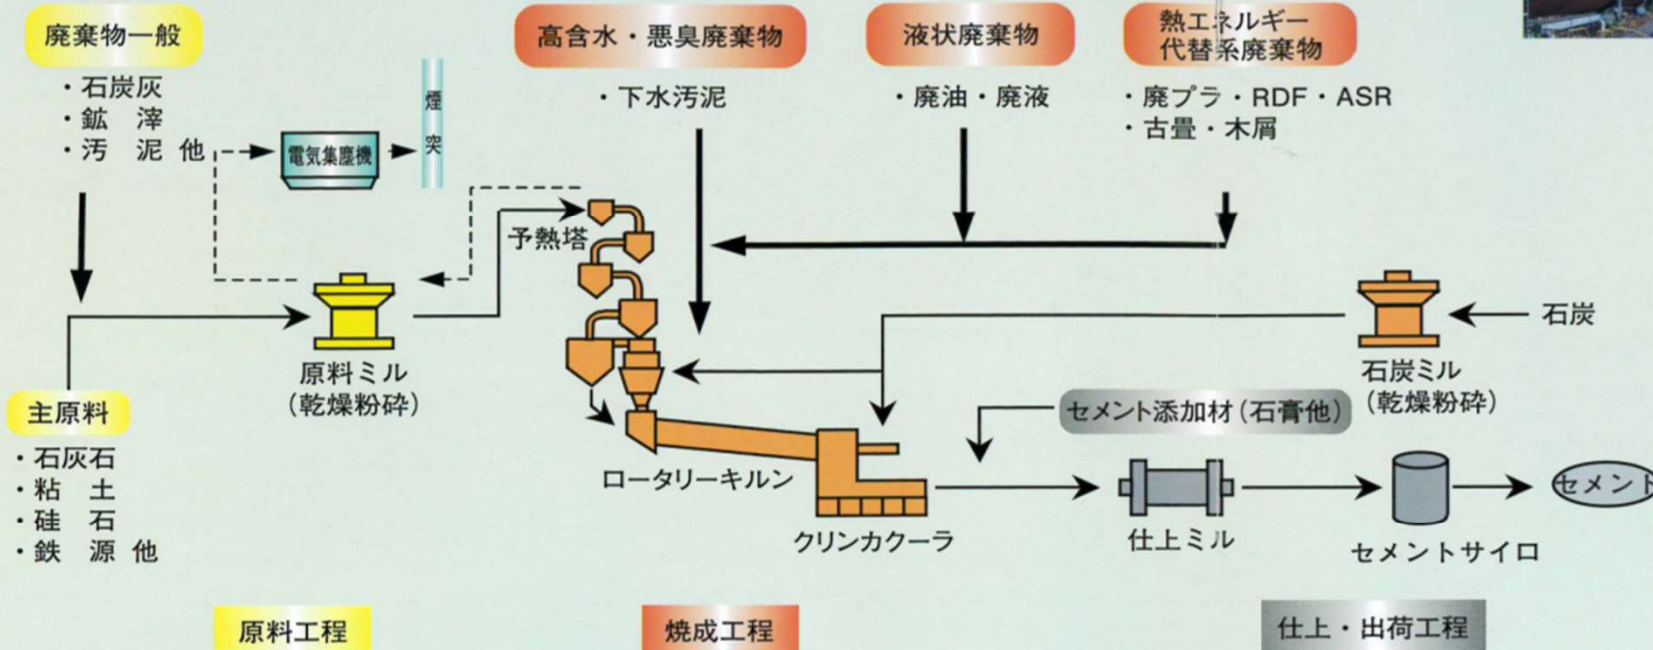 廃棄物一般
・石炭灰
・鉱 滓
・汚 泥 他
電気集塵機
煙突
高含水・悪臭廃棄物
・下水汚泥
液状廃棄物
・廃油・廃液
熱エネルギー
代替系廃棄物
・廃プラ・RDF・ASR
・古畳・木屑
予熱塔
原料ミル
(乾燥粉砕)
石炭
石炭ミル
(乾燥粉砕)
主原料
・石灰石
・粘 土
・硅 石
・鉄 源 他
セメント添加材(石膏他)
ロータリーキルン
クリンカクーラ
仕上ミル
セメントサイロ
セメント
原料工程
焼成工程
仕上・出荷工程